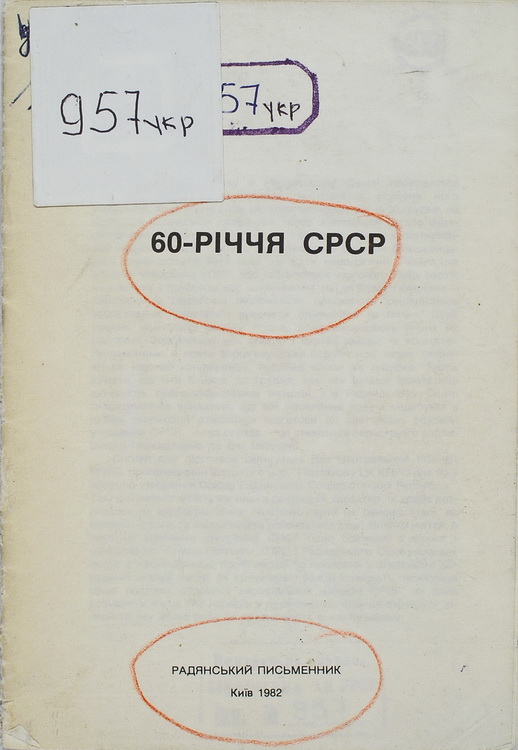 957укр
57укр
60-РІЧЧЯ СРСР
РАДЯНСЬКИЙ ПИСЬМЕННИК
Київ 1982